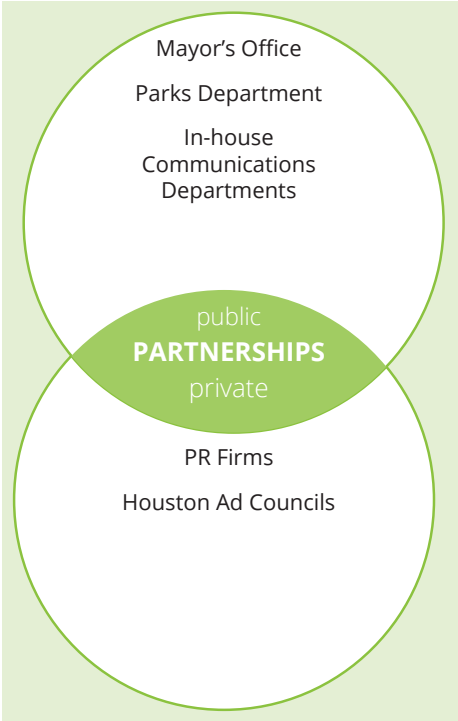 Mayor’s Office
Parks Department
In-house
Communications
Departments
public
PARTNERSHIPS
private
PR Firms
Houston Ad Councils